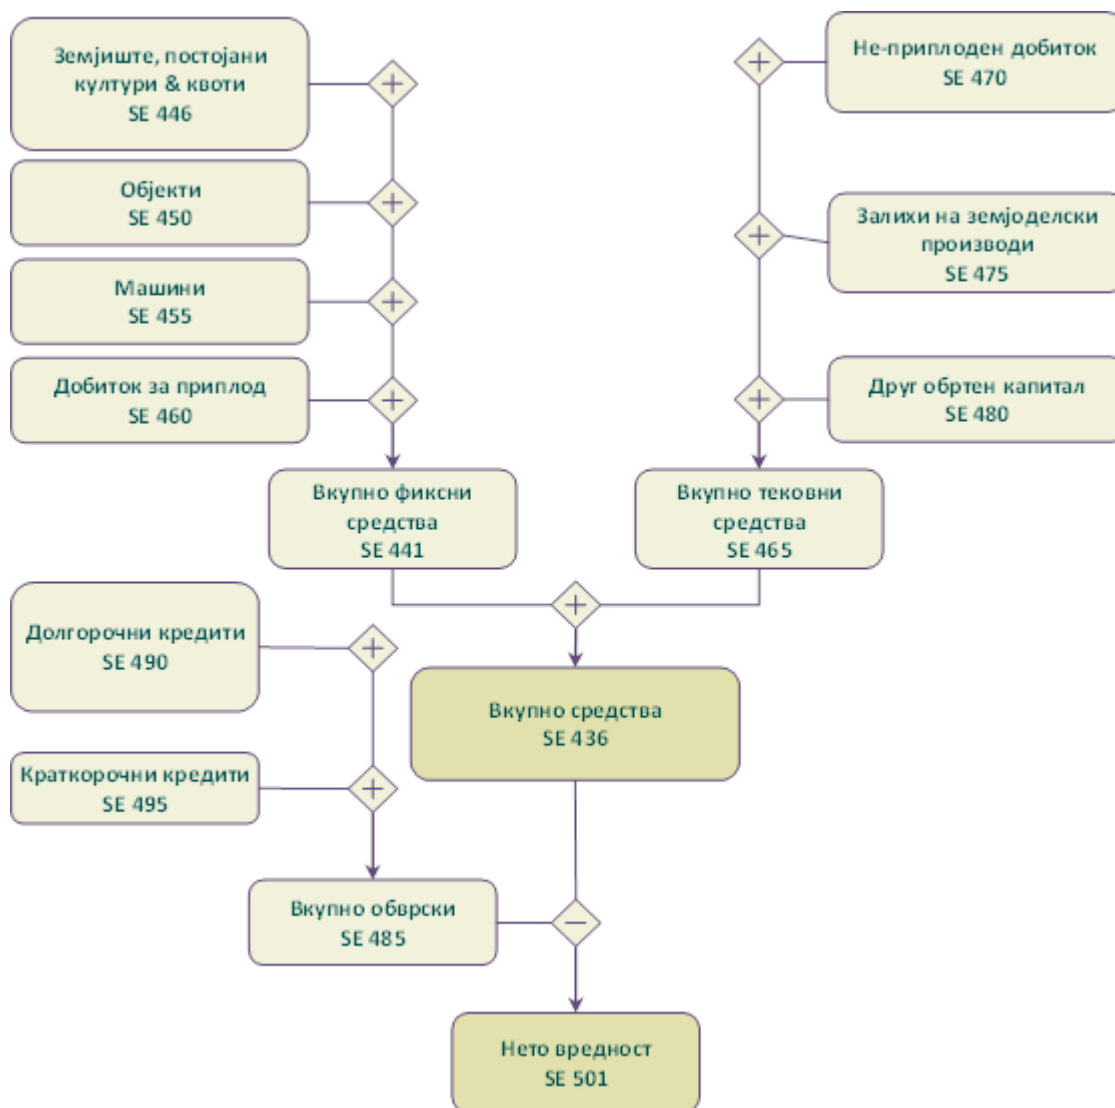 Земјиште, постојани
култури & квоти
SE 446
Објекти
SE 450
Машини
SE 455
Добиток за приплод
SE 460
Не-приплоден добиток
SE 470
Залихи на земјоделски
производи
SE 475
Друг обртен капитал
SE 480
Вкупно фиксни
средства
SE 441
Вкупно тековни
средства
SE 465
Долгорочни кредити
SE 490
Краткорочни кредити
SE 495
Вкупно средства
SE 436
Вкупно обврски
SE 485
Нето вредност
SE 501